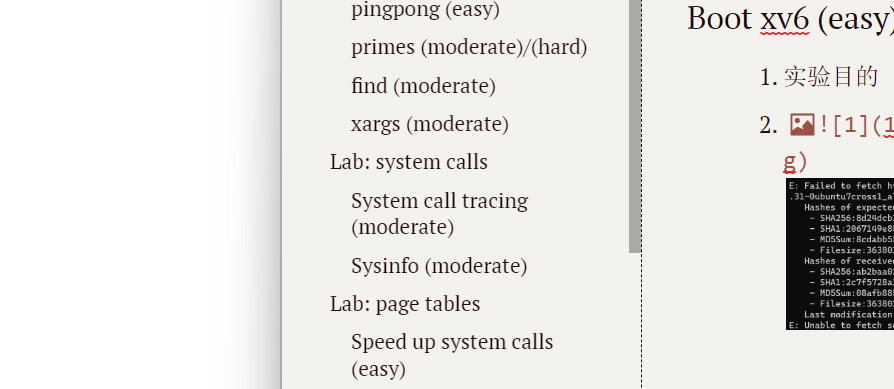 pingpong (easy)
primes (moderate)/(hard)
find (moderate)
xargs (moderate)
Lab: system calls
System call tracing
(moderate)
Sysinfo (moderate)
Lab: page tables
Speed up system calls
(easy)
Boot xv6 (easy)
1. 实验目的
2. ![1](1
g)
E: Failed to fetch h
.31-0ubuntu7cross1_a
Hashes of expecte
- SHA256:8d24dcb
- SHA1:2067149e8
- MD5Sum:8cdabb5
- Filesize:36380
Hashes of receive
- SHA256:ab2baa0
- SHA1:2c7f5728a
- MD5Sum:08afb88
- Filesize:36380
Last modification
E: Unable to fetch s